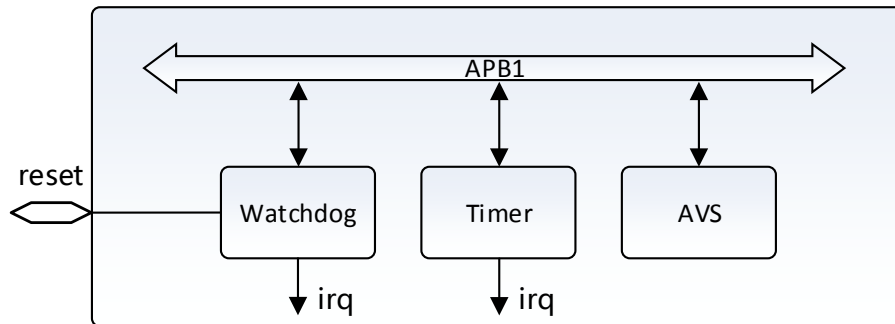 APB1
reset
Watchdog
Timer
AVS
irq
irq